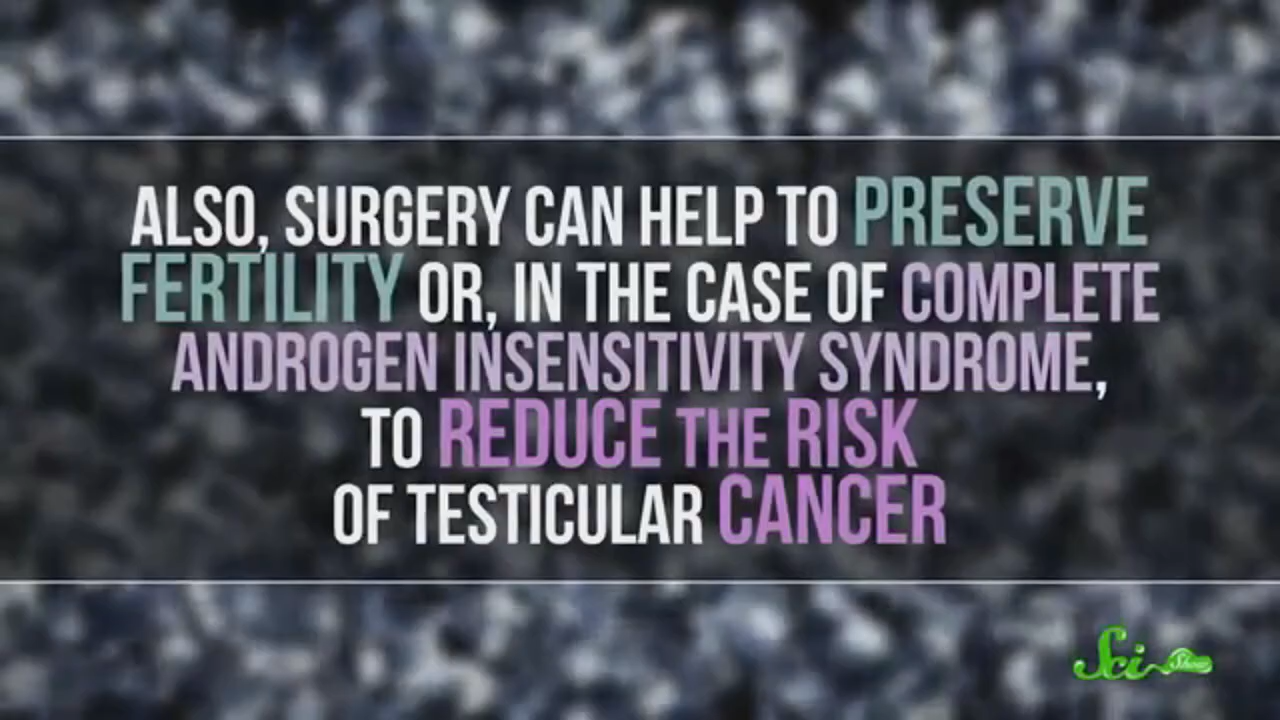 ALSO, SURGERY CAN HELP TO PRESERVE
FERTILITY OR, IN THE CASE OF COMPLETE
ANDROGEN INSENSITIVITY SYNDROME,
TO REDUCE THE RISK
OF TESTICULAR CANCER
Sci Show